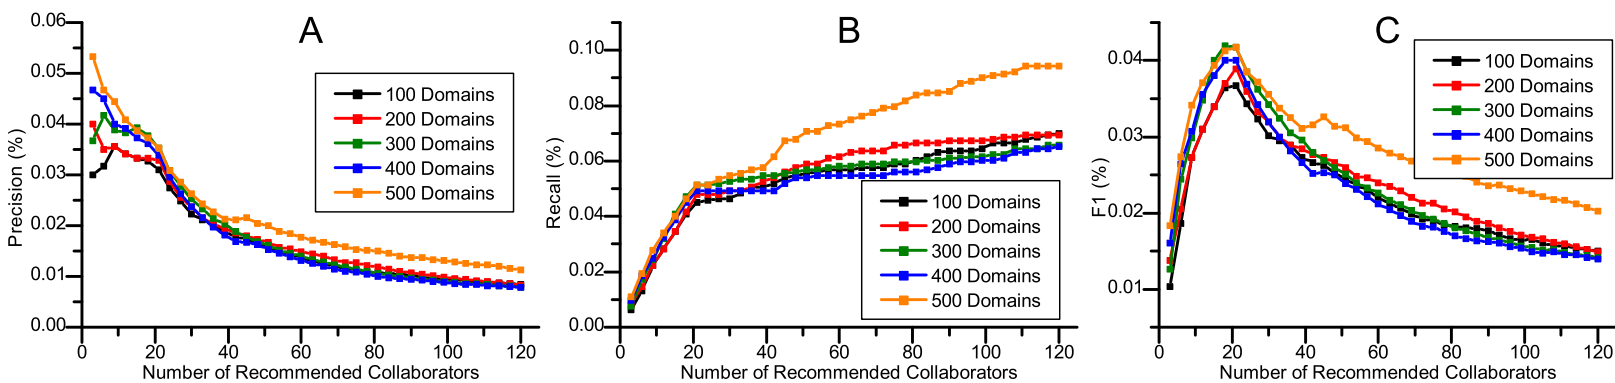 A
Precision (%)
0.06
0.05
0.04
0.03
0.02
0.01
0.00
0 20 40 60 80 100 120
Number of Recommended Collaborators
100 Domains
200 Domains
300 Domains
400 Domains
500 Domains
B
Recall (%)
0.10
0.08
0.06
0.04
0.02
0.00
0 20 40 60 80 100 120
Number of Recommended Collaborators
100 Domains
200 Domains
300 Domains
400 Domains
500 Domains
C
F1 (%)
0.04
0.03
0.02
0.01
0 20 40 60 80 100 120
Number of Recommended Collaborators
100 Domains
200 Domains
300 Domains
400 Domains
500 Domains